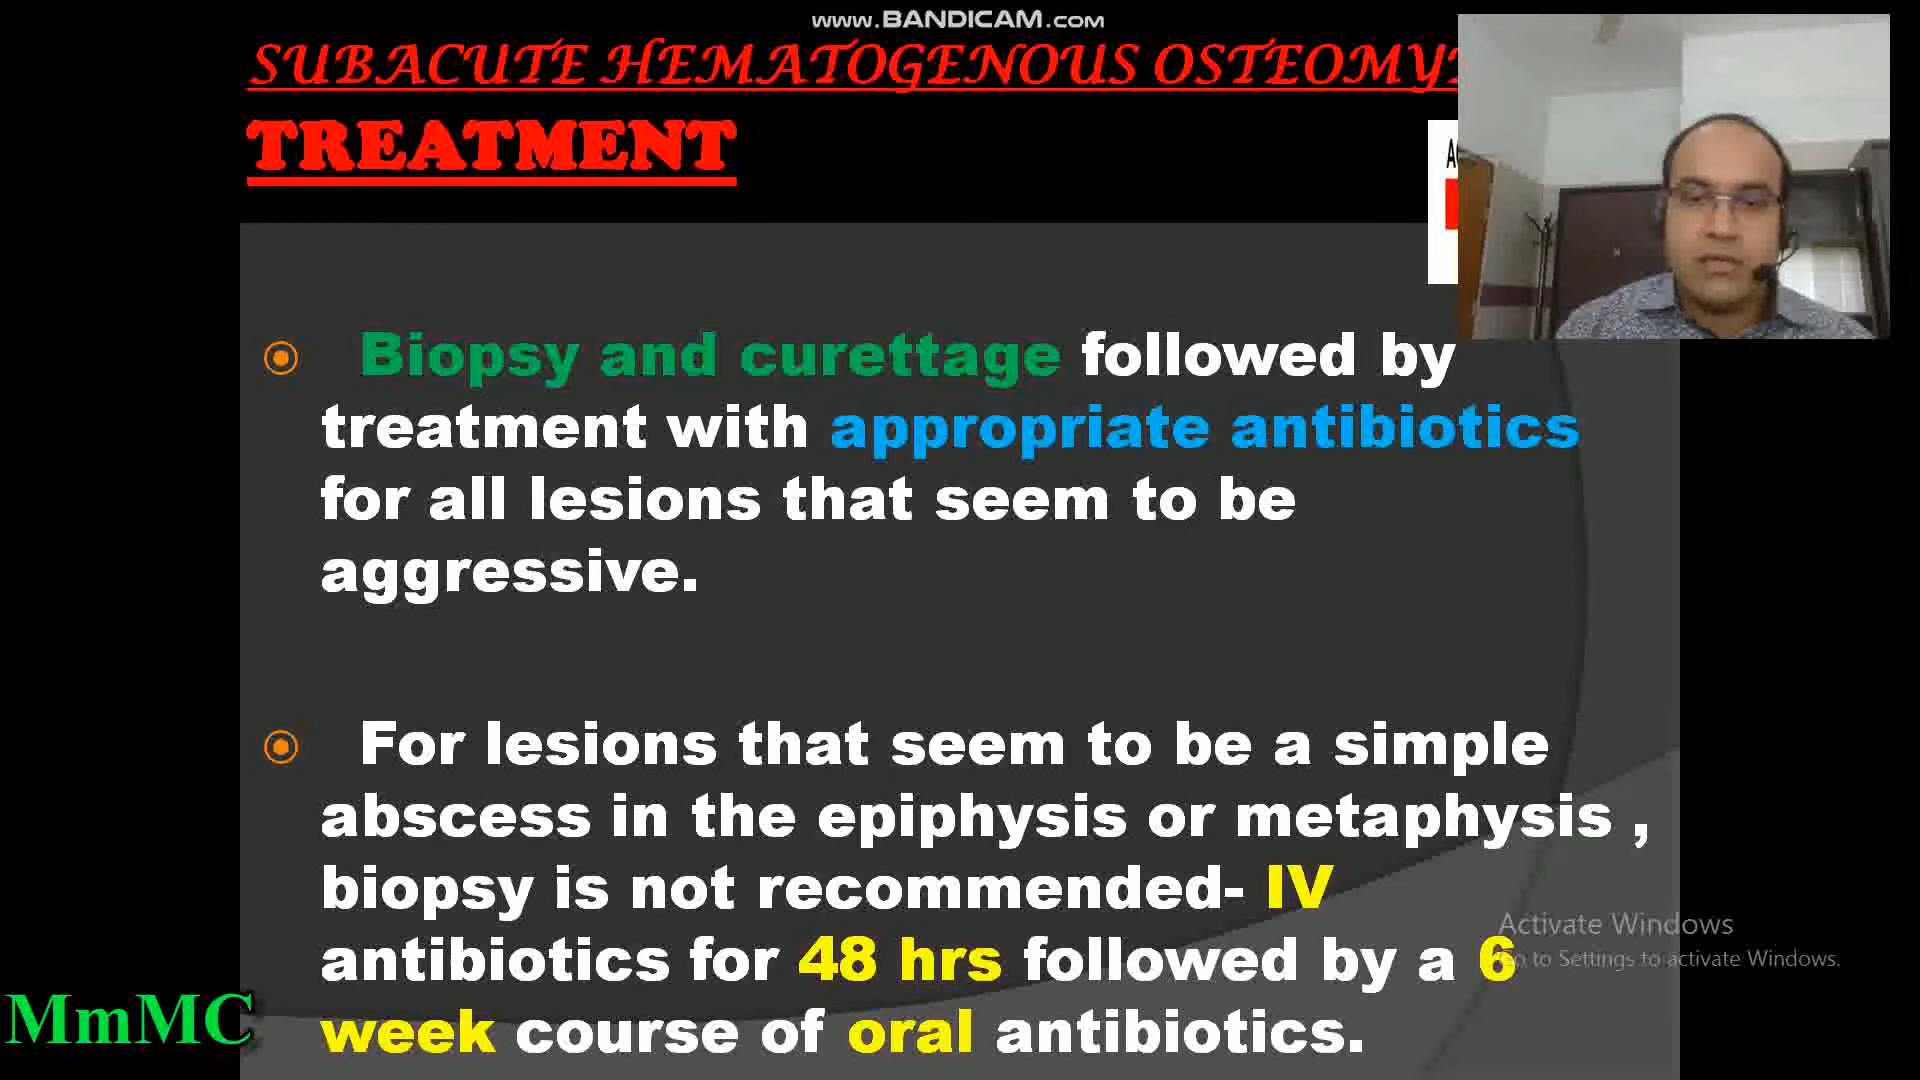 www.BANDICAM.com
SUBACUTE HEMATOGENOUS
TREATMENT
Biopsy and curettage followed by
treatment with appropriate antibiotics
for all lesions that seem to be
aggressive.
For lesions that seem to be a simple
abscess in the epiphysis or metaphysis ,
biopsy is not recommended- IV
antibiotics for 48 hrs followed by a 6
week course of oral antibiotics.
Activate Windows
Go to Settings to activate Windows.
MmMC